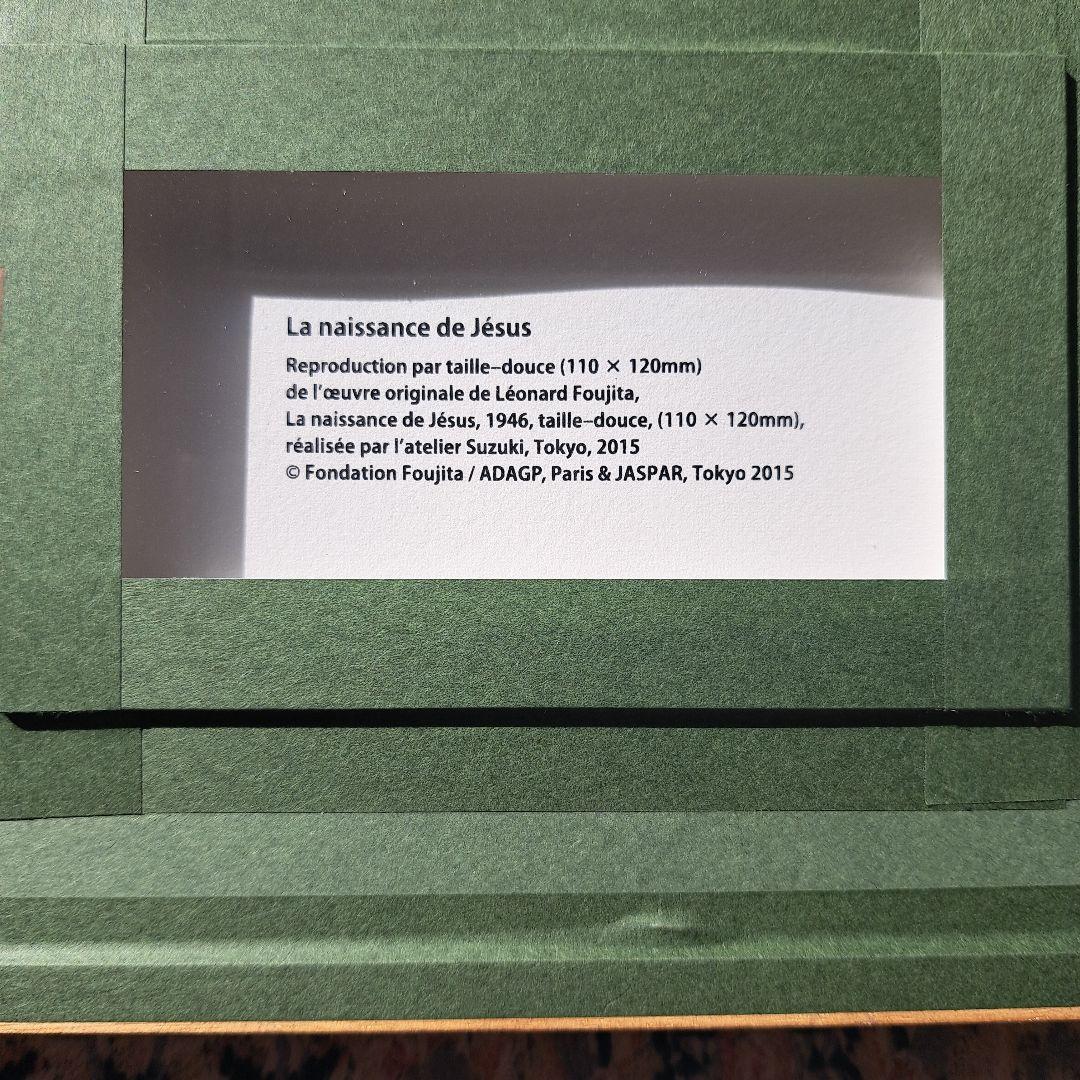 La naissance de Jésus
Reproduction par taille–douce (110 × 120mm)
de l'œuvre originale de Léonard Foujita,
La naissance de Jésus, 1946, taille–douce, (110 × 120mm),
réalisée par l'atelier Suzuki, Tokyo, 2015
© Fondation Foujita / ADAGP, Paris & JASPAR, Tokyo 2015